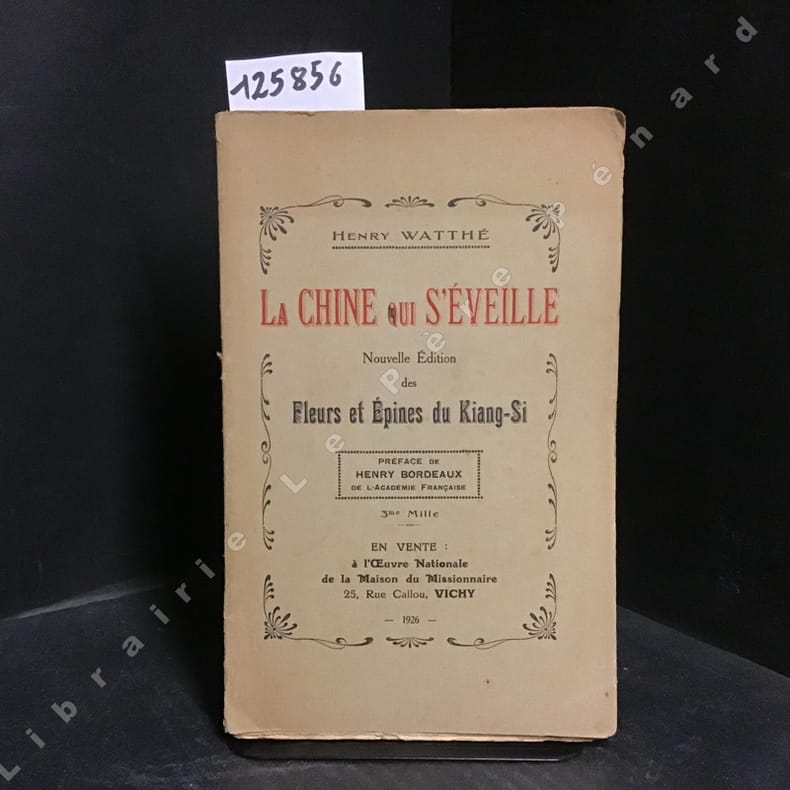 125856
HENRY WATTHÉ
LA CHINE QUI S'ÉVEILLE
Nouvelle Édition
des
Fleurs et Épines du Kiang-Si
PRÉFACE DE
HENRY BORDEAUX
DE L'ACADÉMIE FRANÇAISE
3me Mille
EN VENTE :
à l'Œuvre Nationale
de la Maison du Missionnaire
25, Rue Callou, VICHY
— 1926 —
Librairie Le Père Pénard